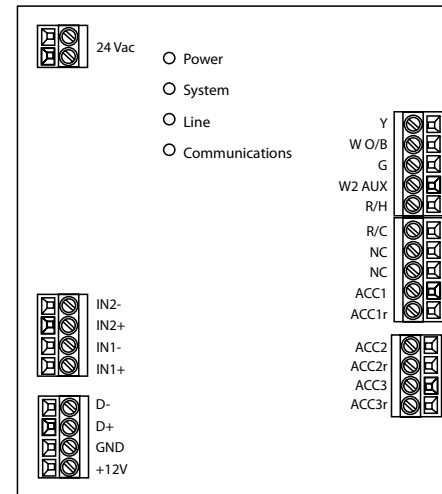 24 Vac
Power
System
Line
Communications
Y
W O/B
G
W2 AUX
R/H
R/C
NC
NC
ACC1
ACC1r
ACC2
ACC2r
ACC3
ACC3r
IN2-
IN2+
IN1-
IN1+
D-
D+
GND
+12V